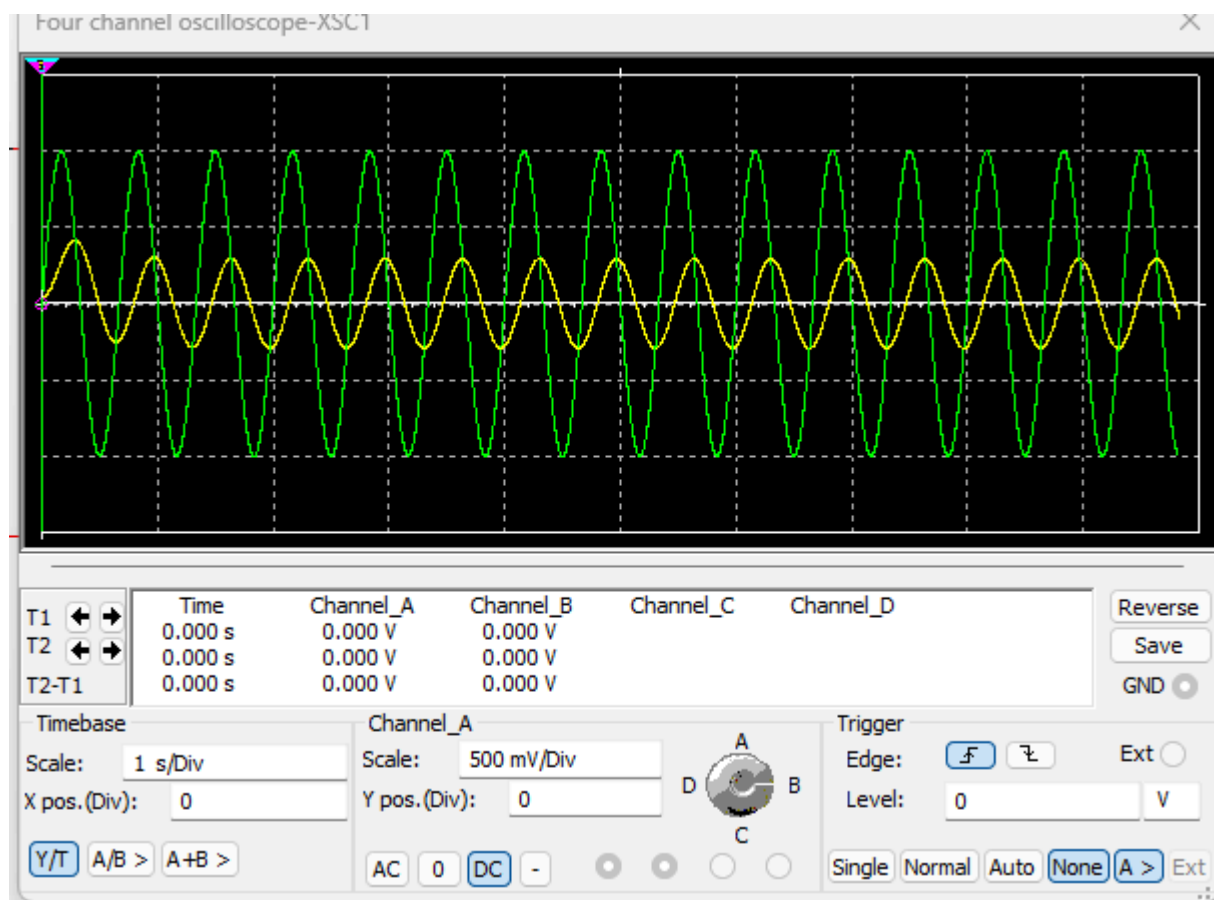 Four channel oscilloscope-XSC1
T1
T2
T2-T1
Time Channel_A Channel_B Channel_C Channel_D
0.000 s 0.000 V 0.000 V
0.000 s 0.000 V 0.000 V
0.000 s 0.000 V 0.000 V
Reverse
Save
GND
Timebase
Scale: 1 s/Div
X pos.(Div): 0
Y/T A/B > A+B >
Channel_A
Scale: 500 mV/Div
Y pos.(Div): 0
AC 0 DC -
A
D B
C
Trigger
Edge: Ext
Level: 0 V
Single Normal Auto None A > Ext